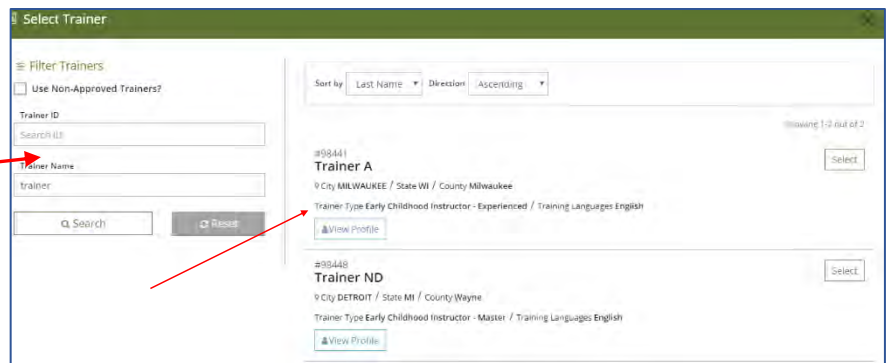 Select Trainer
Filter Trainers
Use Non-Approved Trainers?
Trainer ID
Search ID
Trainer Name
trainer
Search
Reset
Sort by Last Name Direction Ascending
Showing 1-2 out of 2
#98441
Trainer A
Select
City MILWAUKEE / State WI / County Milwaukee
Trainer Type Early Childhood Instructor - Experienced / Training Languages English
View Profile
#98448
Trainer ND
Select
City DETROIT / State MI / County Wayne
Trainer Type Early Childhood Instructor - Master / Training Languages English
View Profile